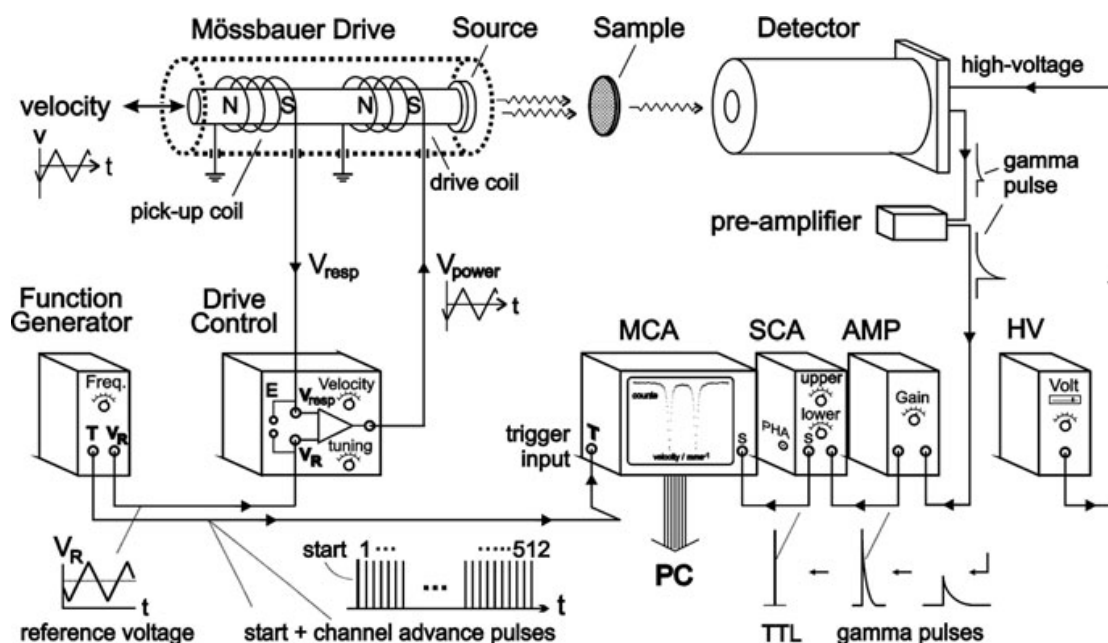 Mössbauer Drive
Source
Sample
Detector
high-voltage
velocity
N S N S
v
t
pick-up coil
drive coil
gamma
pulse
pre-amplifier
Vresp
Vpower
t
Function
Generator
Drive
Control
MCA
SCA
AMP
HV
Freq.
T VR
E
Velocity
Vresp
VR
tuning
trigger
input
T
counts
velocity / mms-1
S
PHA
upper
lower
S
Gain
Volt
VR
t
reference voltage
start 1 ··· ·····512
...
t
start + channel advance pulses
PC
TTL
gamma pulses